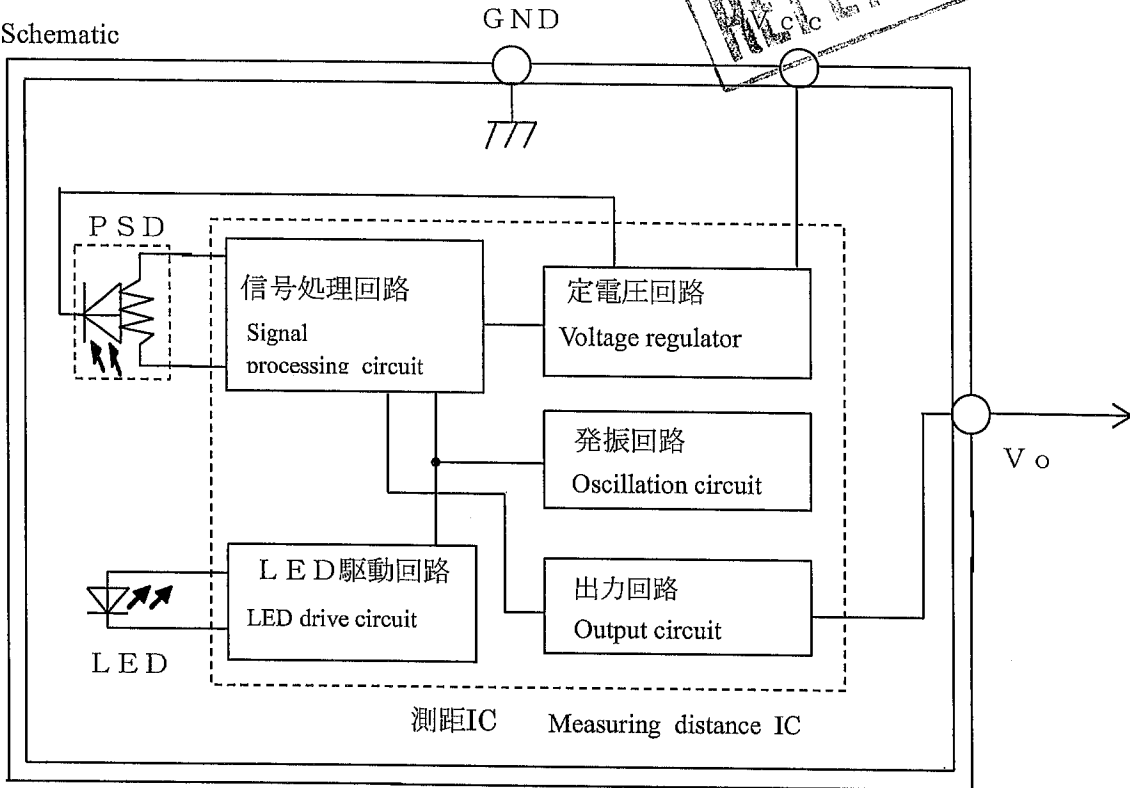 Schematic
GND
Vcc
PSD
信号処理回路
Signal
processing circuit
定電圧回路
Voltage regulator
発振回路
Oscillation circuit
Vo
LED駆動回路
LED drive circuit
出力回路
Output circuit
LED
測距IC Measuring distance IC